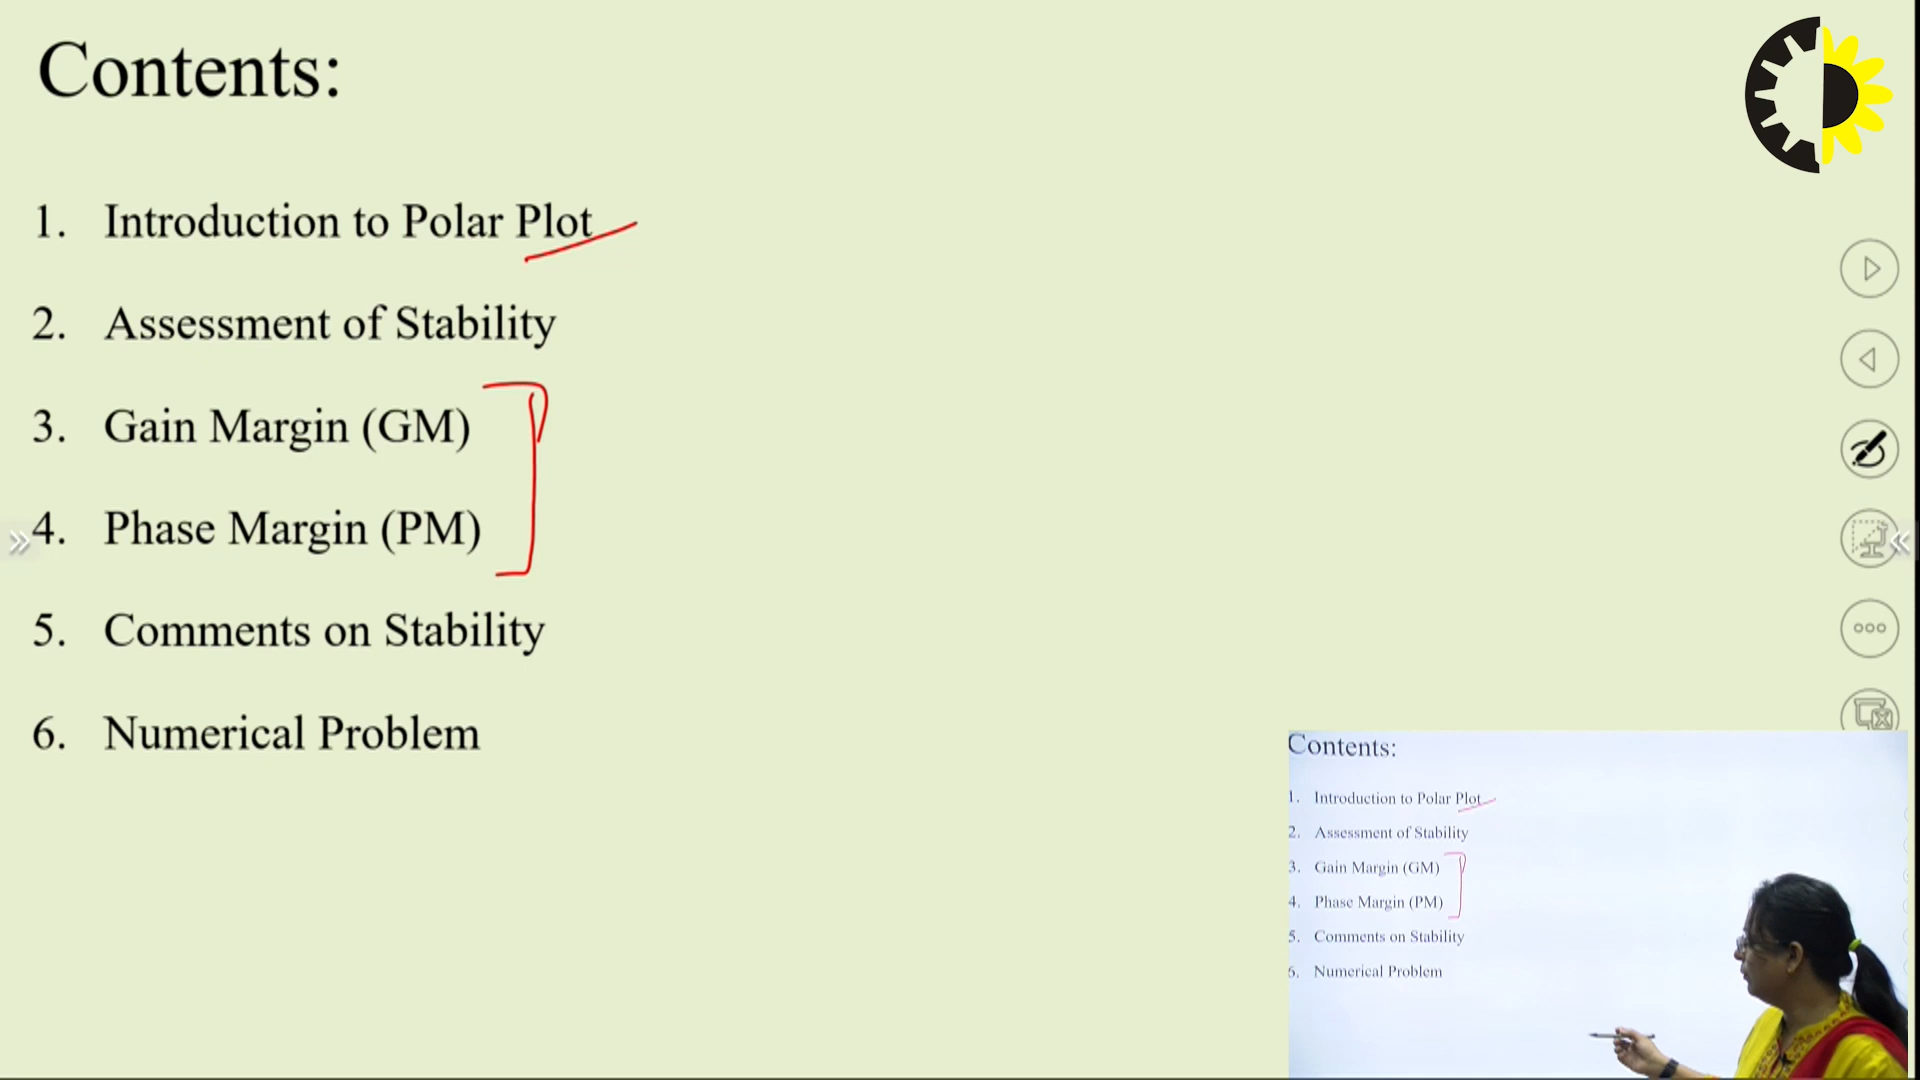 Contents:
1. Introduction to Polar Plot
2. Assessment of Stability
3. Gain Margin (GM)
4. Phase Margin (PM)
5. Comments on Stability
6. Numerical Problem
Contents:
1. Introduction to Polar Plot
2. Assessment of Stability
3. Gain Margin (GM)
4. Phase Margin (PM)
5. Comments on Stability
6. Numerical Problem